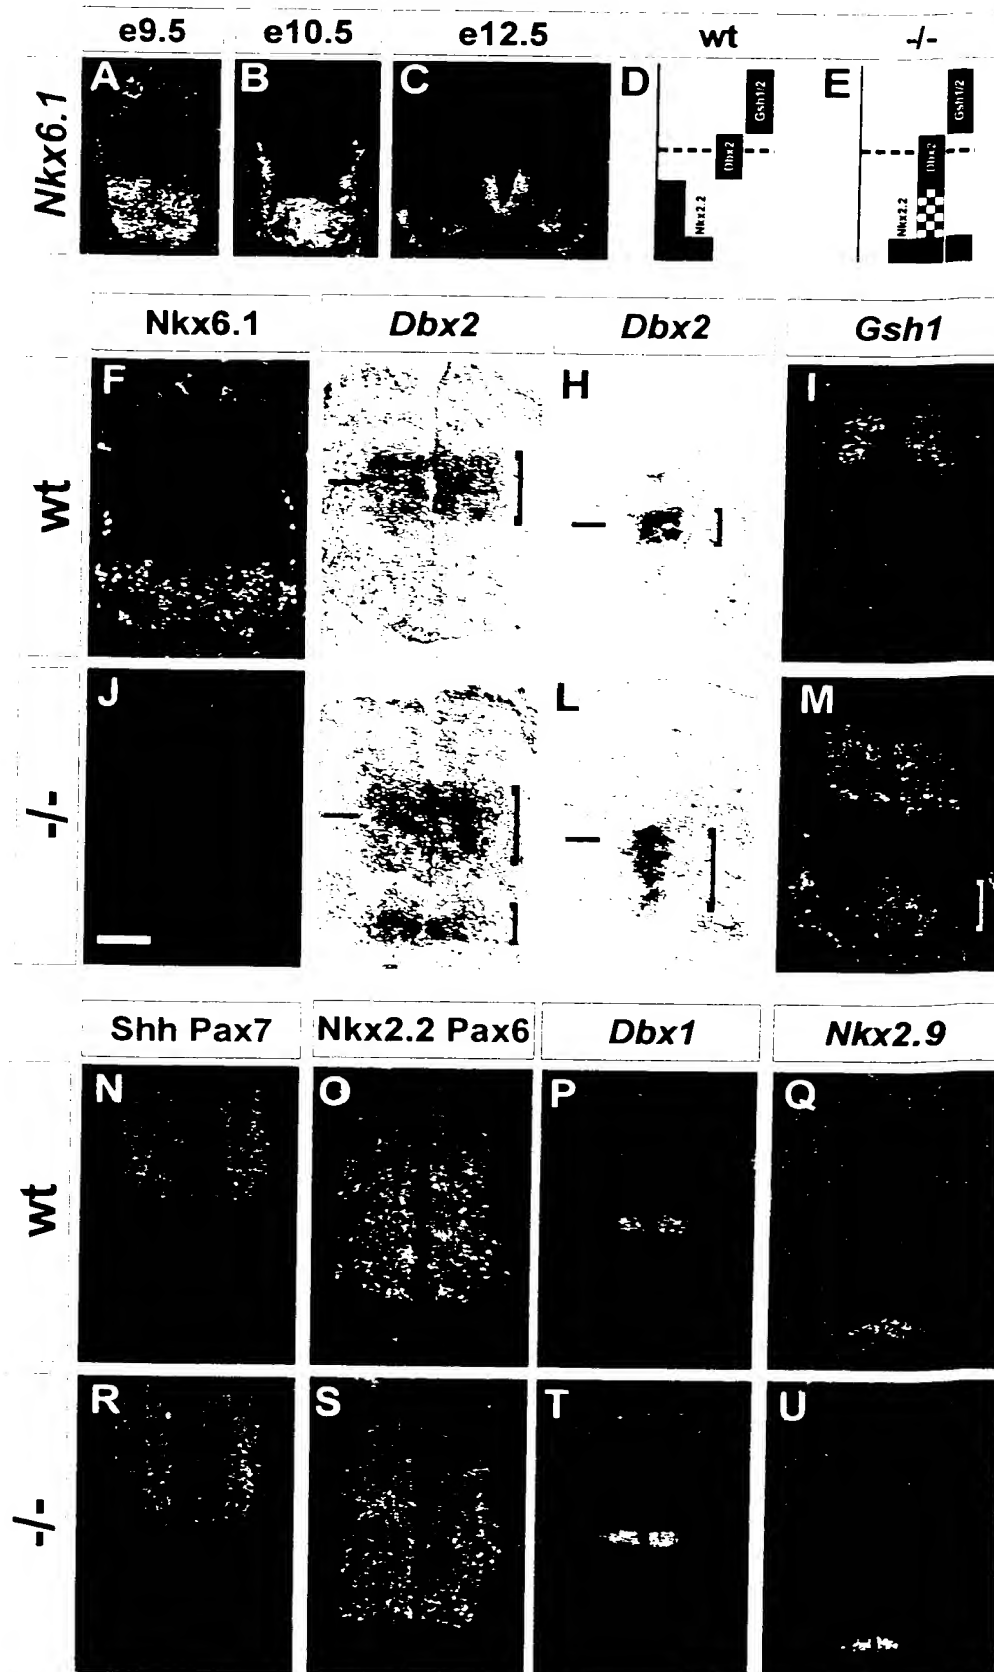 e9.5 e10.5 e12.5 wt -/-
Nkx6.1
A B C D E
Gsh1/2 Dbx2 Nkx2.2
Gsh1/2 Dbx2 Nkx2.2
Nkx6.1 Dbx2 Dbx2 Gsh1
wt
F H I
-/-
J L M
Shh Pax7 Nkx2.2 Pax6 Dbx1 Nkx2.9
wt
N O P Q
-/-
R S T U